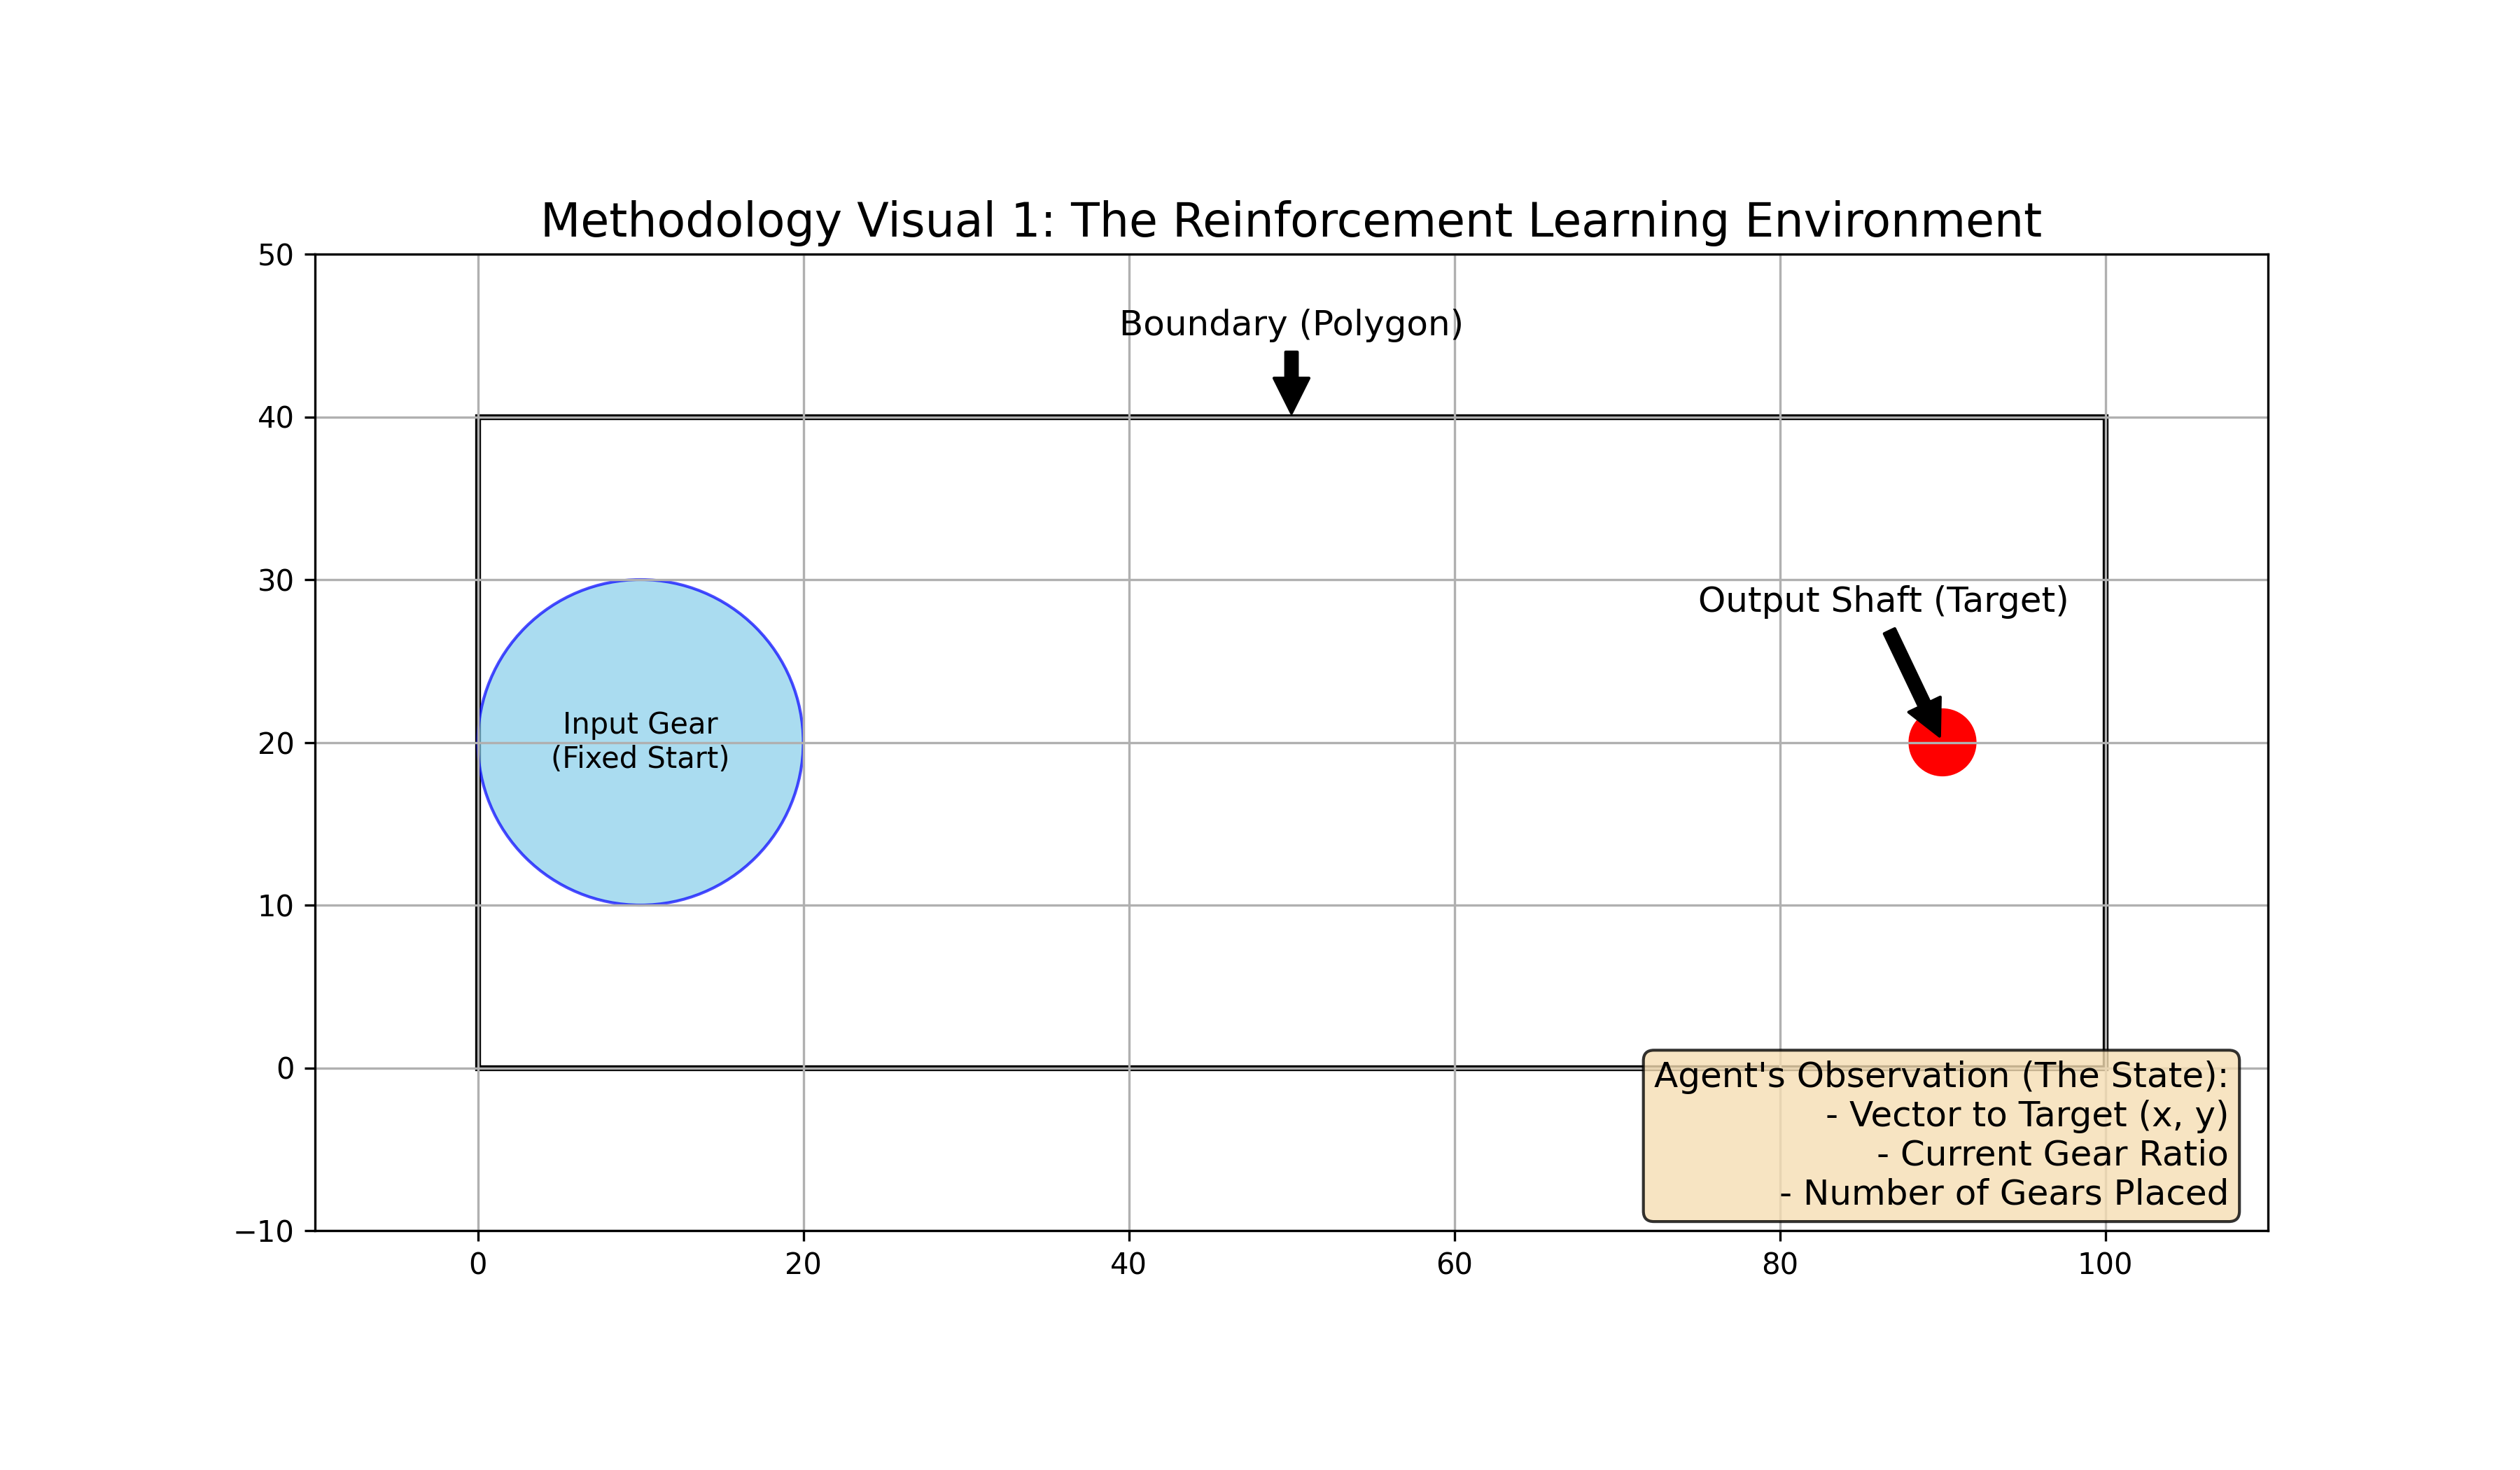 Methodology Visual 1: The Reinforcement Learning Environment
50
Boundary (Polygon)
40
30
Output Shaft (Target)
Input Gear
(Fixed Start)
20
10
0
Agent's Observation (The State):
- Vector to Target (x, y)
- Current Gear Ratio
- Number of Gears Placed
−10
0 20 40 60 80 100